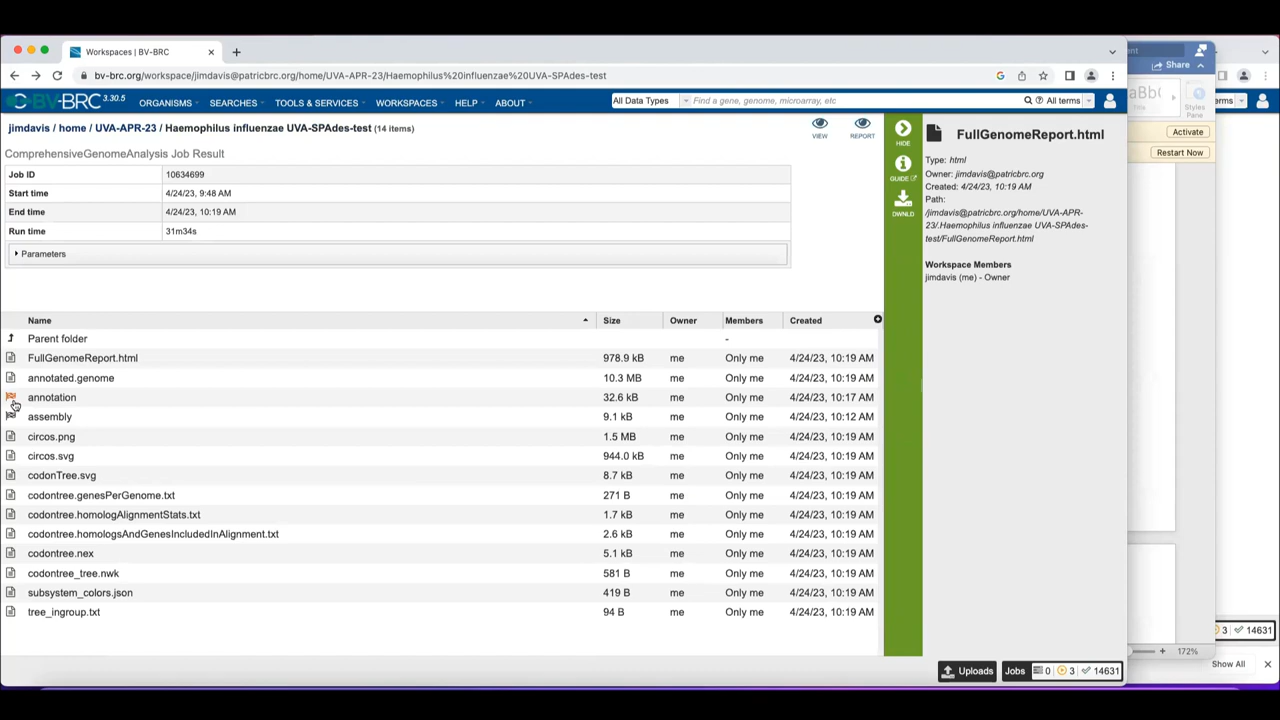 Workspaces | BV-BRC
bv-brc.org/workspace/jimdavis@patricbrc.org/home/UVA-APR-23/Haemophilus%20influenzae%20UVA-SPAdes-test
Share
BV-BRC 3.30.5
ORGANISMS SEARCHES TOOLS & SERVICES WORKSPACES HELP ABOUT
All Data Types Find a gene, genome, microarray, etc All terms
Title
Styles Pane
jimdavis / home / UVA-APR-23 / Haemophilus influenzae UVA-SPAdes-test (14 items)
VIEW REPORT
HIDE
GUIDE
DWNLD
FullGenomeReport.html
Activate
Restart Now
ComprehensiveGenomeAnalysis Job Result
Job ID 10634699
Start time 4/24/23, 9:48 AM
End time 4/24/23, 10:19 AM
Run time 31m34s
Parameters
Type: html
Owner: jimdavis@patricbrc.org
Created: 4/24/23, 10:19 AM
Path:
/jimdavis@patricbrc.org/home/UVA-APR-
23/.Haemophilus influenzae UVA-SPAdes-
test/FullGenomeReport.html
Workspace Members
jimdavis (me) - Owner
Name Size Owner Members Created
Parent folder -
FullGenomeReport.html 978.9 kB me Only me 4/24/23, 10:19 AM
annotated.genome 10.3 MB me Only me 4/24/23, 10:19 AM
annotation 32.6 kB me Only me 4/24/23, 10:17 AM
assembly 9.1 kB me Only me 4/24/23, 10:12 AM
circos.png 1.5 MB me Only me 4/24/23, 10:19 AM
circos.svg 944.0 kB me Only me 4/24/23, 10:19 AM
codonTree.svg 8.7 kB me Only me 4/24/23, 10:19 AM
codontree.genesPerGenome.txt 271 B me Only me 4/24/23, 10:19 AM
codontree.homologAlignmentStats.txt 1.7 kB me Only me 4/24/23, 10:19 AM
codontree.homologsAndGenesIncludedInAlignment.txt 2.6 kB me Only me 4/24/23, 10:19 AM
codontree.nex 5.1 kB me Only me 4/24/23, 10:19 AM
codontree_tree.nwk 581 B me Only me 4/24/23, 10:19 AM
subsystem_colors.json 419 B me Only me 4/24/23, 10:19 AM
tree_ingroup.txt 94 B me Only me 4/24/23, 10:19 AM
3 14631
172%
Show All
Uploads Jobs 0 3 14631